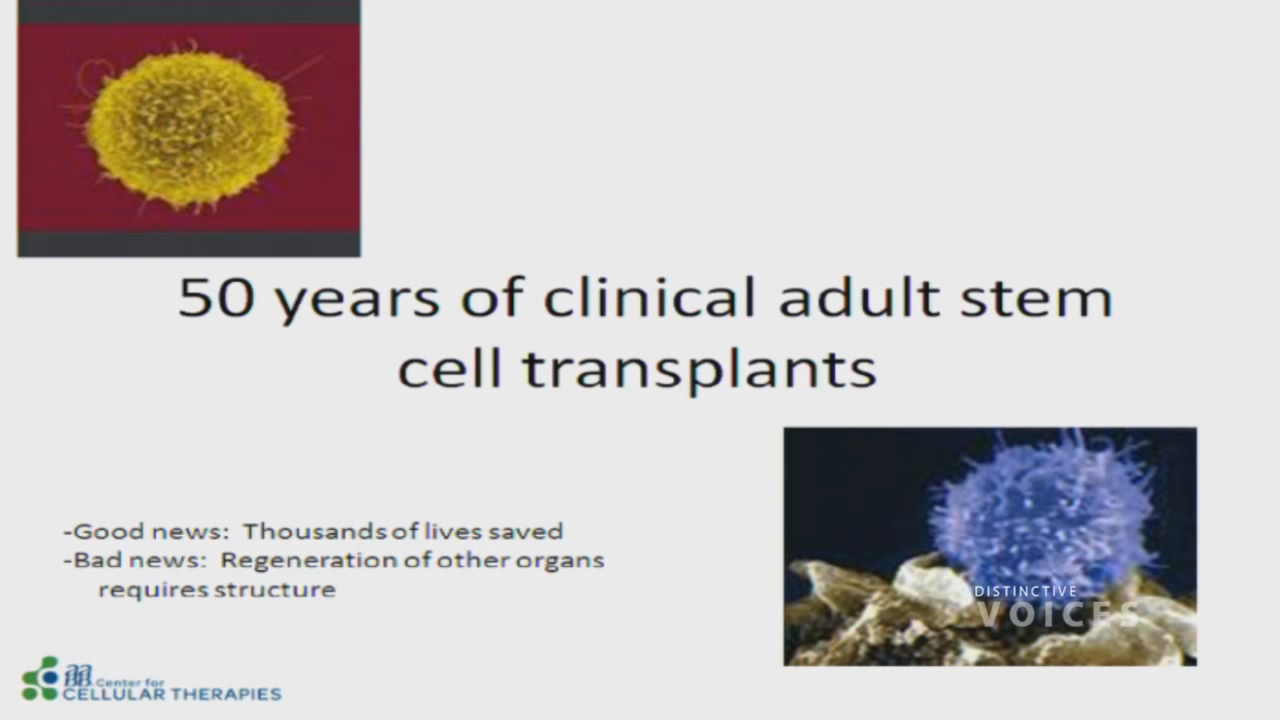 50 years of clinical adult stem
cell transplants
-Good news: Thousands of lives saved
-Bad news: Regeneration of other organs
requires structure
DISTINCTIVE
VOICES
aaBB Center for
CELLULAR THERAPIES